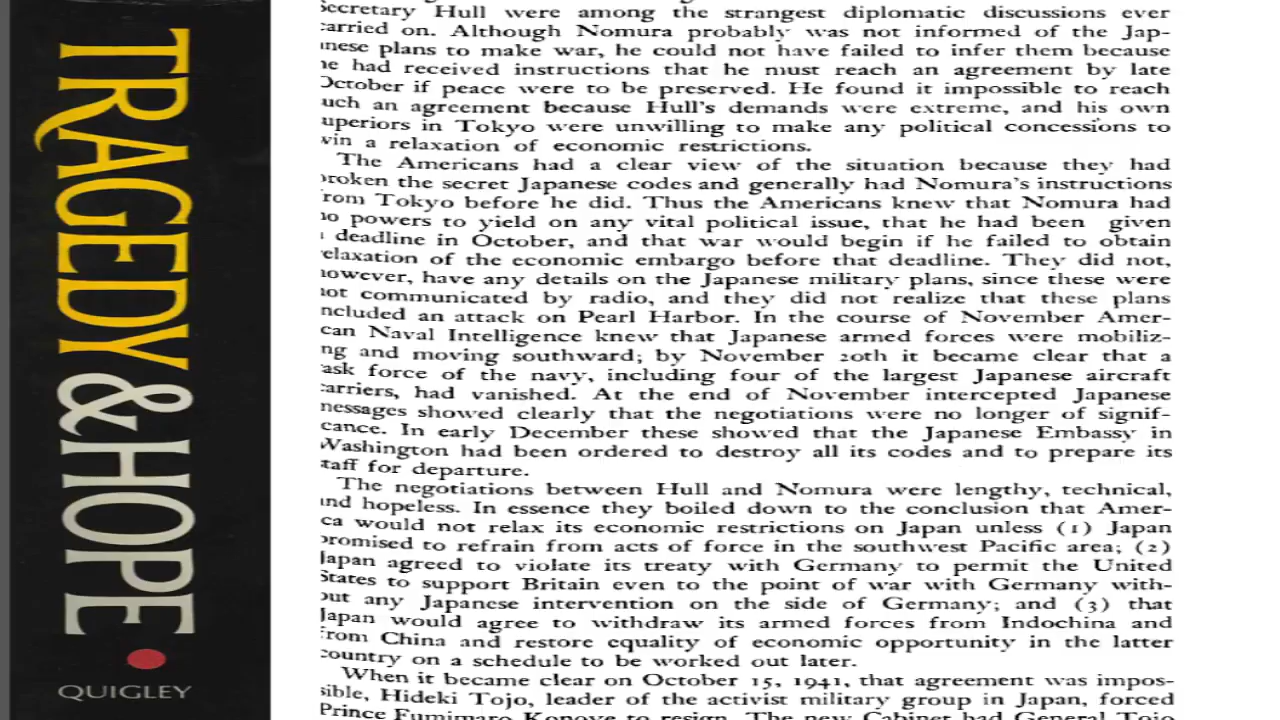 TRAGEDY & HOPE
QUIGLEY
Secretary Hull were among the strangest diplomatic discussions ever
carried on. Although Nomura probably was not informed of the Jap-
nese plans to make war, he could not have failed to infer them because
he had received instructions that he must reach an agreement by late
October if peace were to be preserved. He found it impossible to reach
uch an agreement because Hull's demands were extreme, and his own
uperiors in Tokyo were unwilling to make any political concessions to
win a relaxation of economic restrictions.
The Americans had a clear view of the situation because they had
broken the secret Japanese codes and generally had Nomura's instructions
from Tokyo before he did. Thus the Americans knew that Nomura had
no powers to yield on any vital political issue, that he had been given
a deadline in October, and that war would begin if he failed to obtain
relaxation of the economic embargo before that deadline. They did not,
however, have any details on the Japanese military plans, since these were
not communicated by radio, and they did not realize that these plans
included an attack on Pearl Harbor. In the course of November Amer-
can Naval Intelligence knew that Japanese armed forces were mobiliz-
ng and moving southward; by November 20th it became clear that a
ask force of the navy, including four of the largest Japanese aircraft
carriers, had vanished. At the end of November intercepted Japanese
messages showed clearly that the negotiations were no longer of signif-
cance. In early December these showed that the Japanese Embassy in
Washington had been ordered to destroy all its codes and to prepare its
staff for departure.
The negotiations between Hull and Nomura were lengthy, technical,
and hopeless. In essence they boiled down to the conclusion that Amer-
ca would not relax its economic restrictions on Japan unless (1) Japan
promised to refrain from acts of force in the southwest Pacific area; (2)
Japan agreed to violate its treaty with Germany to permit the United
States to support Britain even to the point of war with Germany with-
out any Japanese intervention on the side of Germany; and (3) that
Japan would agree to withdraw its armed forces from Indochina and
from China and restore equality of economic opportunity in the latter
country on a schedule to be worked out later.
When it became clear on October 15, 1941, that agreement was impos-
sible, Hideki Tojo, leader of the activist military group in Japan, forced
Prince Fumimaro Konoye to resign. The new Cabinet had General Tojo